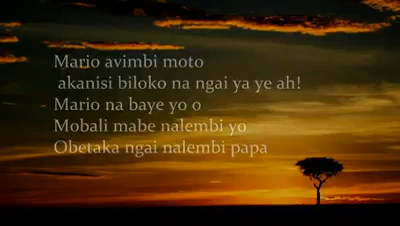 Mario avimbi moto
akanisi biloko na ngai ya ye ah!
Mario na baye yo o
Mobali mabe nalembi yo
Obetaka ngai nalembi papa